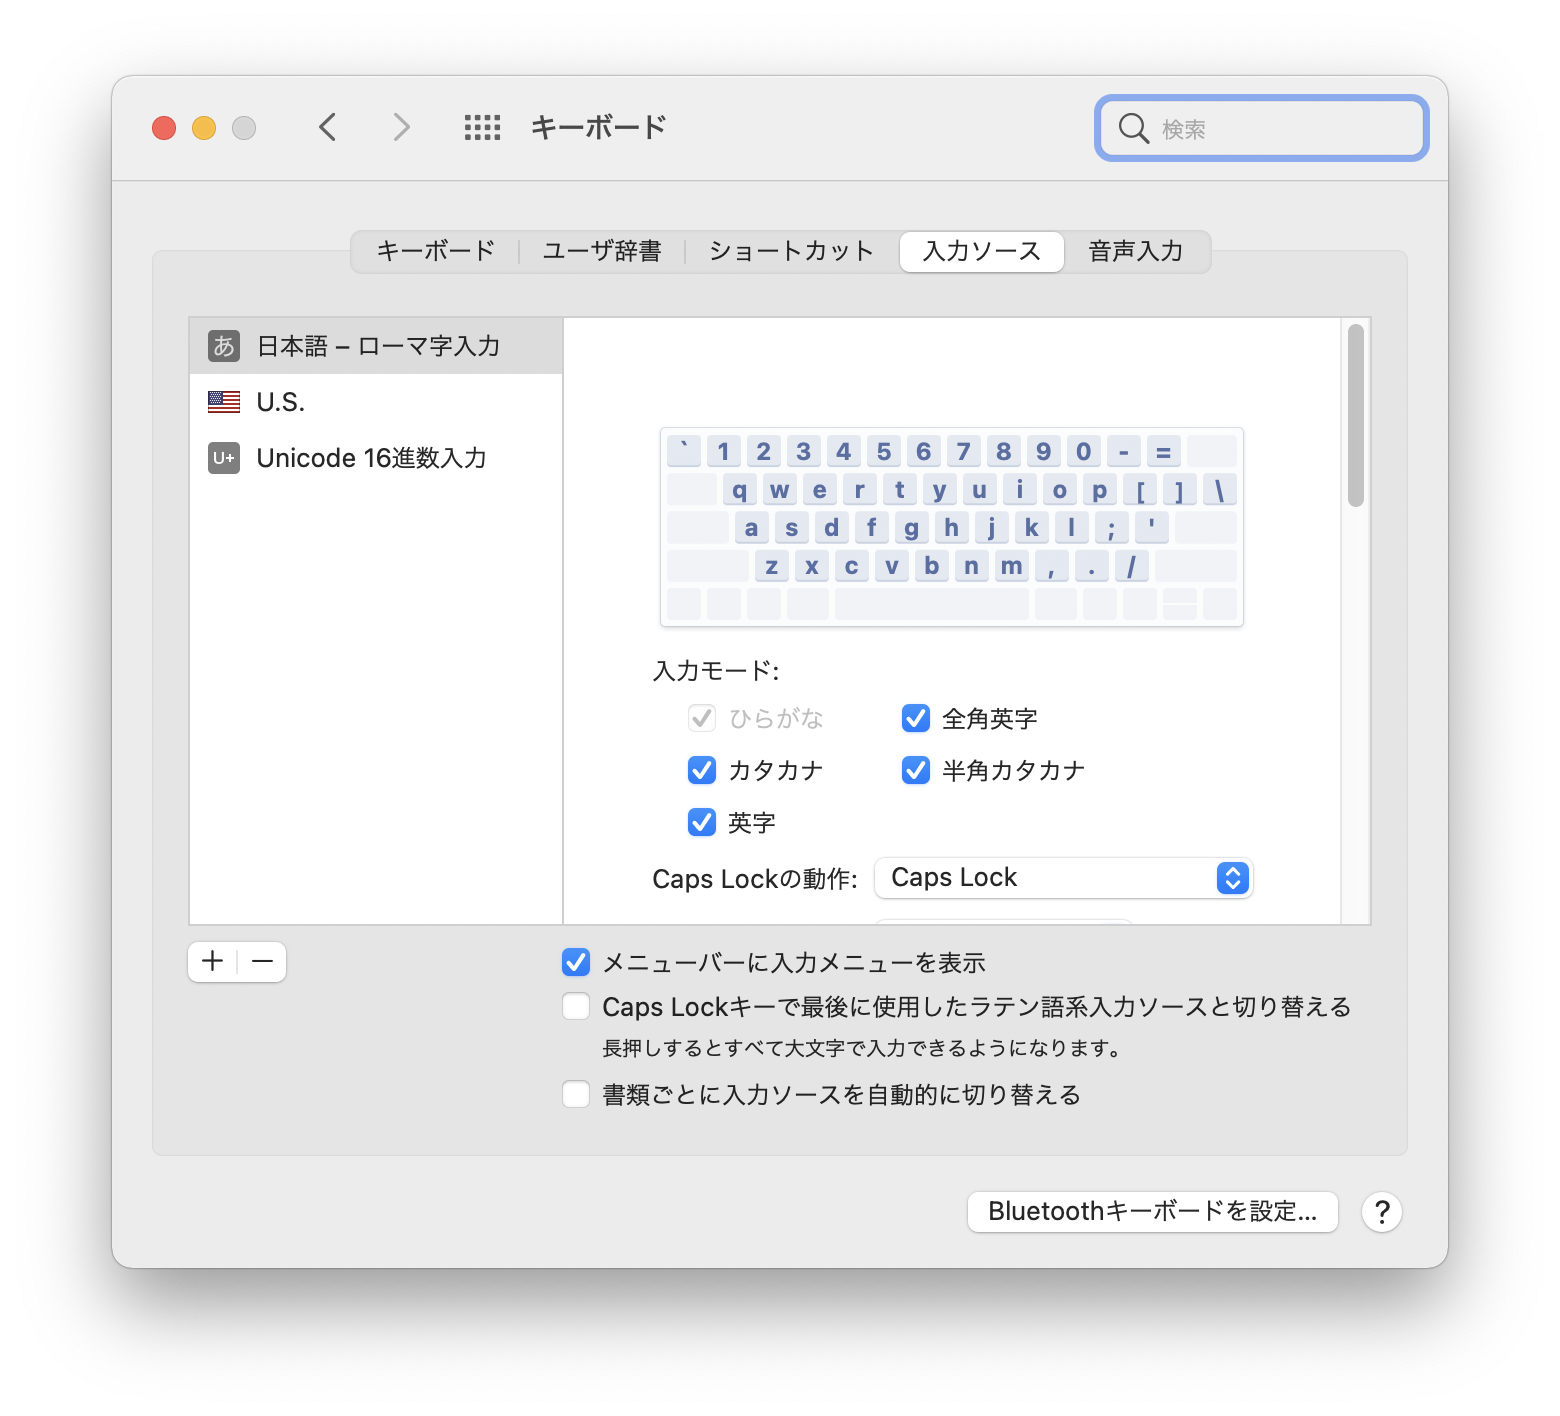 キーボード
検索
キーボード ユーザ辞書 ショートカット 入力ソース 音声入力
あ 日本語 – ローマ字入力
U.S.
U+ Unicode 16進数入力
` 1 2 3 4 5 6 7 8 9 0 - =
q w e r t y u i o p [ ] \
a s d f g h j k l ; '
z x c v b n m , . /
入力モード:
ひらがな 全角英字
カタカナ 半角カタカナ
英字
Caps Lockの動作: Caps Lock
メニューバーに入力メニューを表示
Caps Lockキーで最後に使用したラテン語系入力ソースと切り替える
長押しするとすべて大文字で入力できるようになります。
書類ごとに入力ソースを自動的に切り替える
Bluetoothキーボードを設定... ?